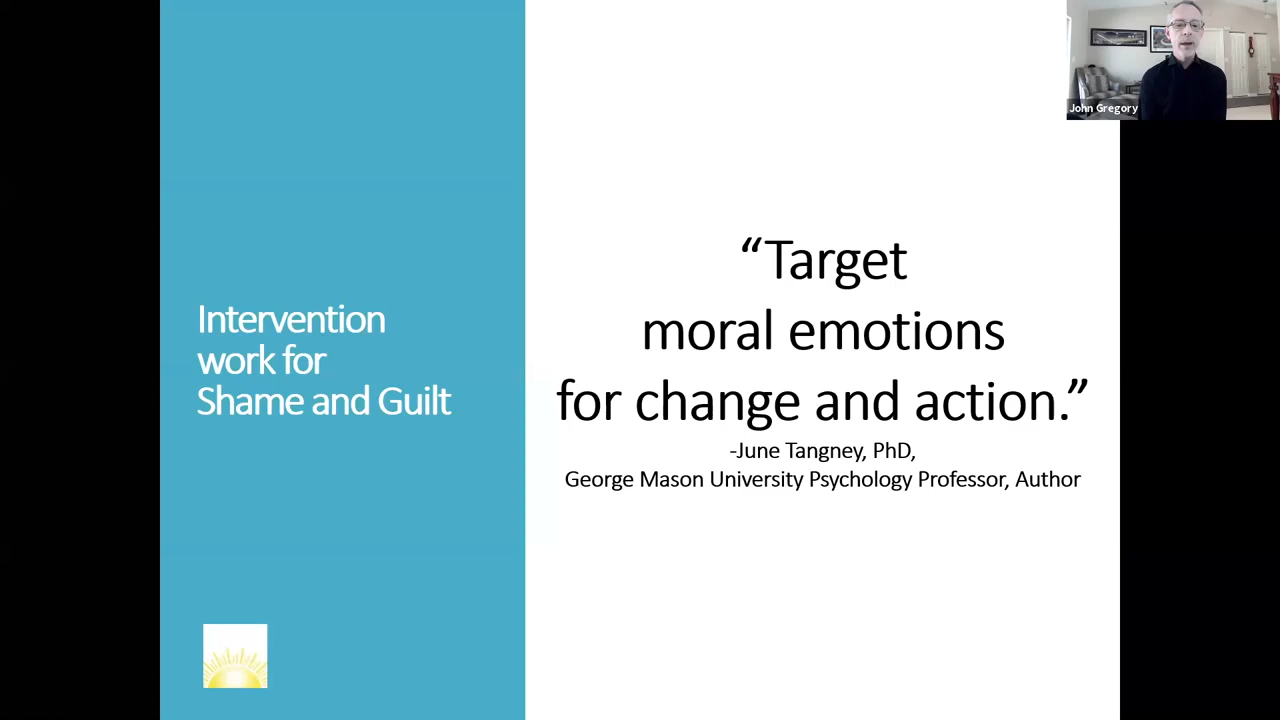 John Gregory
Intervention
work for
Shame and Guilt
“Target
moral emotions
for change and action.”
-June Tangney, PhD,
George Mason University Psychology Professor, Author